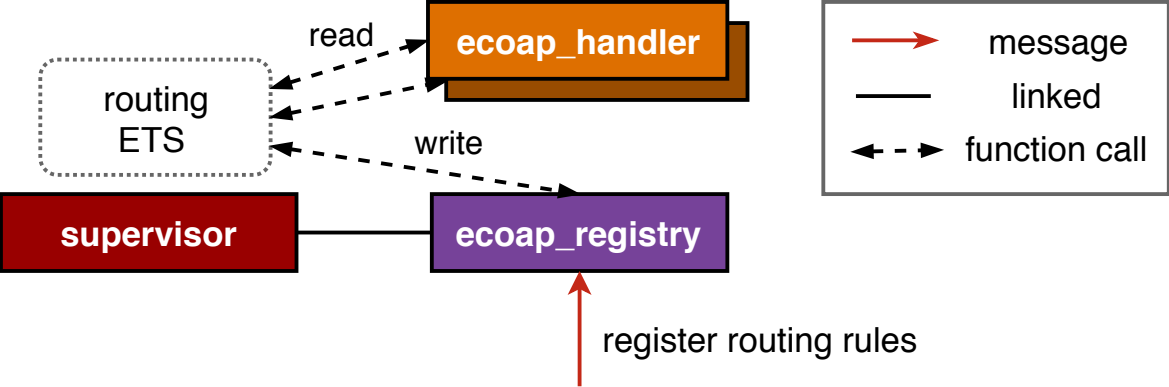 read
ecoap_handler
routing
ETS
write
supervisor
ecoap_registry
register routing rules
message
linked
function call